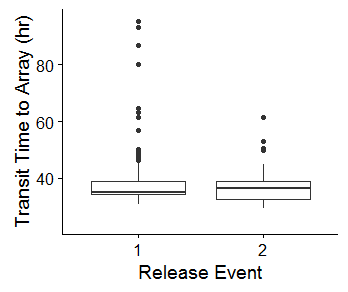 Transit Time to Array (hr)
80
60
40
1 2
Release Event